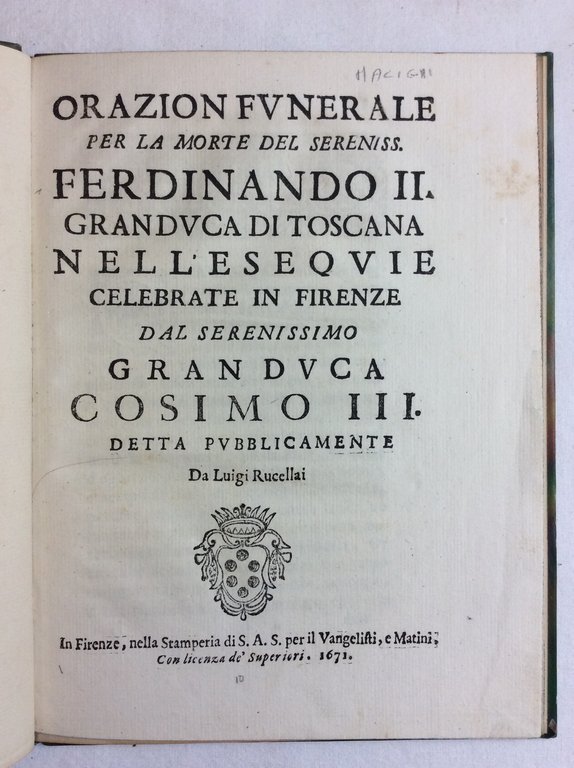 MACIGNI
ORAZION FVNERALE
PER LA MORTE DEL SERENISS.
FERDINANDO II.
GRANDVCA DI TOSCANA
NELL'ESEQVIE
CELEBRATE IN FIRENZE
DAL SERENISSIMO
GRANDVCA
COSIMO III.
DETTA PVBBLICAMENTE
Da Luigi Rucellai
In Firenze, nella Stamperia di S. A. S. per il Vangelisti, e Matini,
Con licenza de' Superiori. 1671.
10